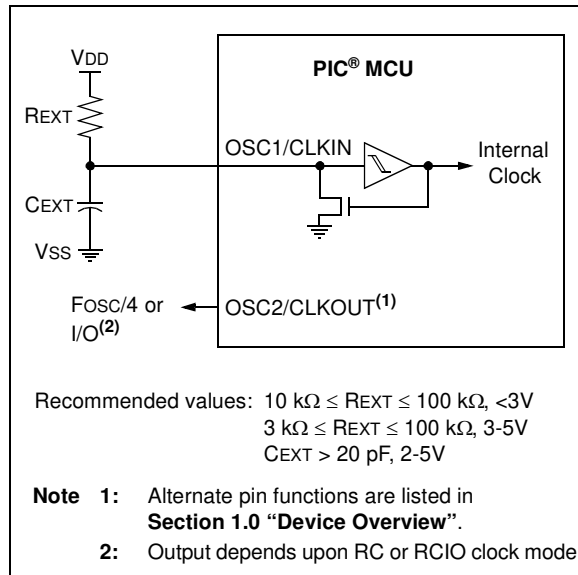 VDD
PIC® MCU
REXT
OSC1/CLKIN
Internal
Clock
CEXT
VSS
FOSC/4 or
I/O(2)
OSC2/CLKOUT(1)
Recommended values: 10 kΩ ≤ REXT ≤ 100 kΩ, <3V
3 kΩ ≤ REXT ≤ 100 kΩ, 3-5V
CEXT > 20 pF, 2-5V
Note 1: Alternate pin functions are listed in
Section 1.0 “Device Overview”.
2: Output depends upon RC or RCIO clock mode